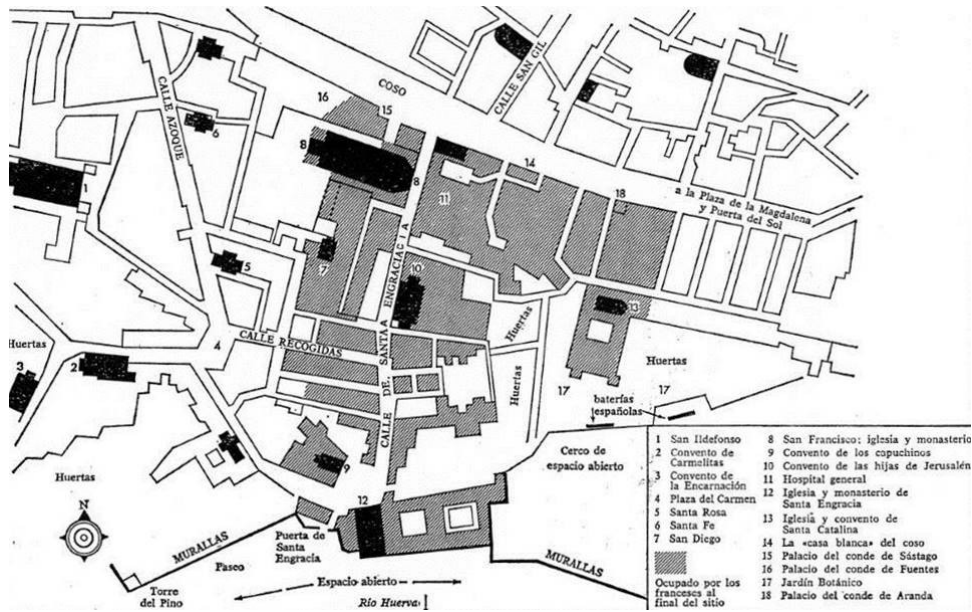 CALLE AZOQUE
COSO
CALLE SAN GIL
16
15
8
6
14
18
a la Plaza de la Magdalena
y Puerta del Sol
1
8
11
7
10
5
13
CALLE DE SANTA ENGRACIA
Huertas
4
CALLE RECOGIDAS
Huertas
Huertas
3
2
Huertas
17
17
baterías
españolas
9
Cerco de
espacio abierto
Huertas
N
12
Puerta de
Santa
Engracia
MURALLAS
Paseo
MURALLAS
Torre
del Pino
Espacio abierto
Río Huerva
1 San Ildefonso
2 Convento de
Carmelitas
3 Convento de
la Encarnación
4 Plaza del Carmen
5 Santa Rosa
6 Santa Fe
7 San Diego
Ocupado por los
franceses al
final del sitio
8 San Francisco: iglesia y monasterio
9 Convento de los capuchinos
10 Convento de las hijas de Jerusalén
11 Hospital general
12 Iglesia y monasterio de
Santa Engracia
13 Iglesia y convento de
Santa Catalina
14 La «casa blanca» del coso
15 Palacio del conde de Sástago
16 Palacio del conde de Fuentes
17 Jardín Botánico
18 Palacio del conde de Aranda